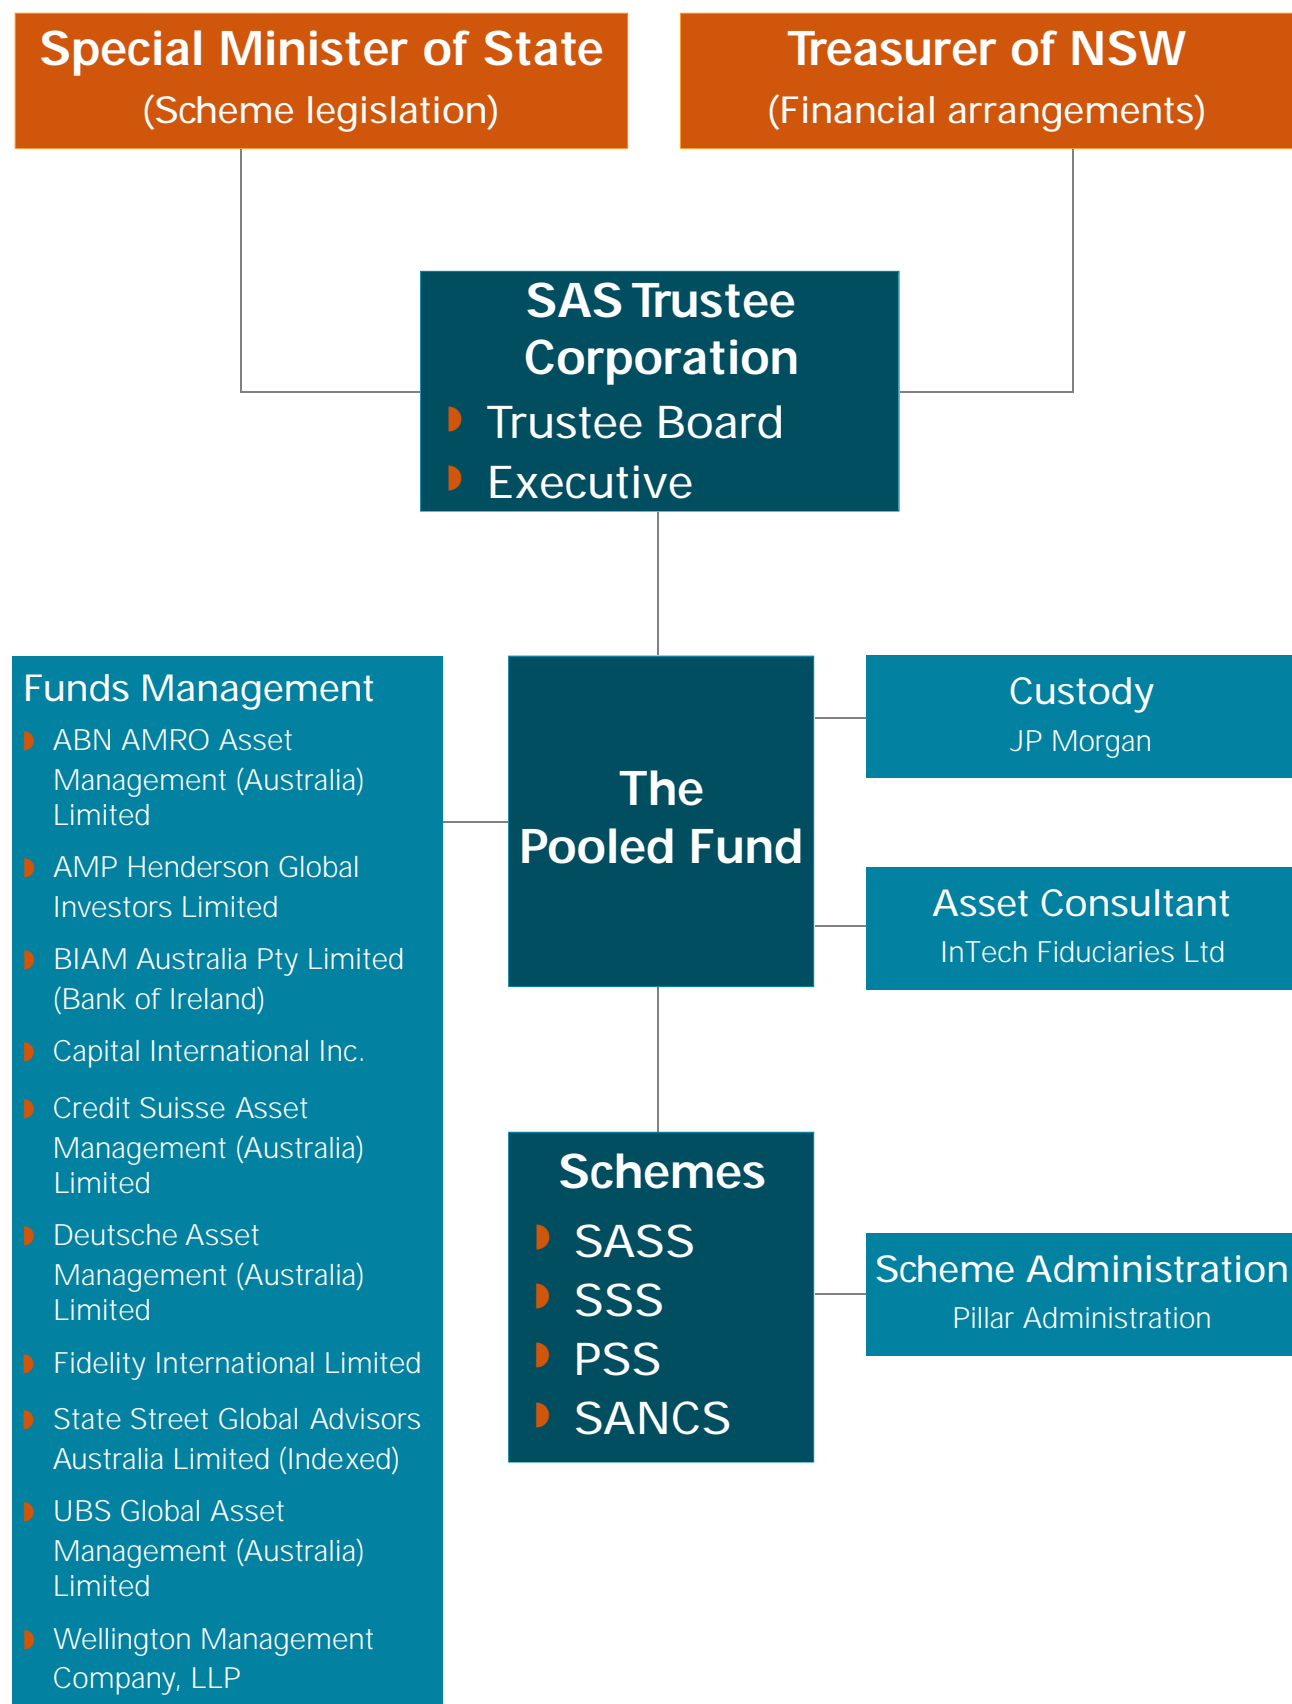 Special Minister of State
(Scheme legislation)
Treasurer of NSW
(Financial arrangements)
SAS Trustee
Corporation
Trustee Board
Executive
Funds Management
ABN AMRO Asset
Management (Australia)
Limited
AMP Henderson Global
Investors Limited
BIAM Australia Pty Limited
(Bank of Ireland)
Capital International Inc.
Credit Suisse Asset
Management (Australia)
Limited
Deutsche Asset
Management (Australia)
Limited
Fidelity International Limited
State Street Global Advisors
Australia Limited (Indexed)
UBS Global Asset
Management (Australia)
Limited
Wellington Management
Company, LLP
The
Pooled Fund
Custody
JP Morgan
Asset Consultant
InTech Fiduciaries Ltd
Schemes
SASS
SSS
PSS
SANCS
Scheme Administration
Pillar Administration